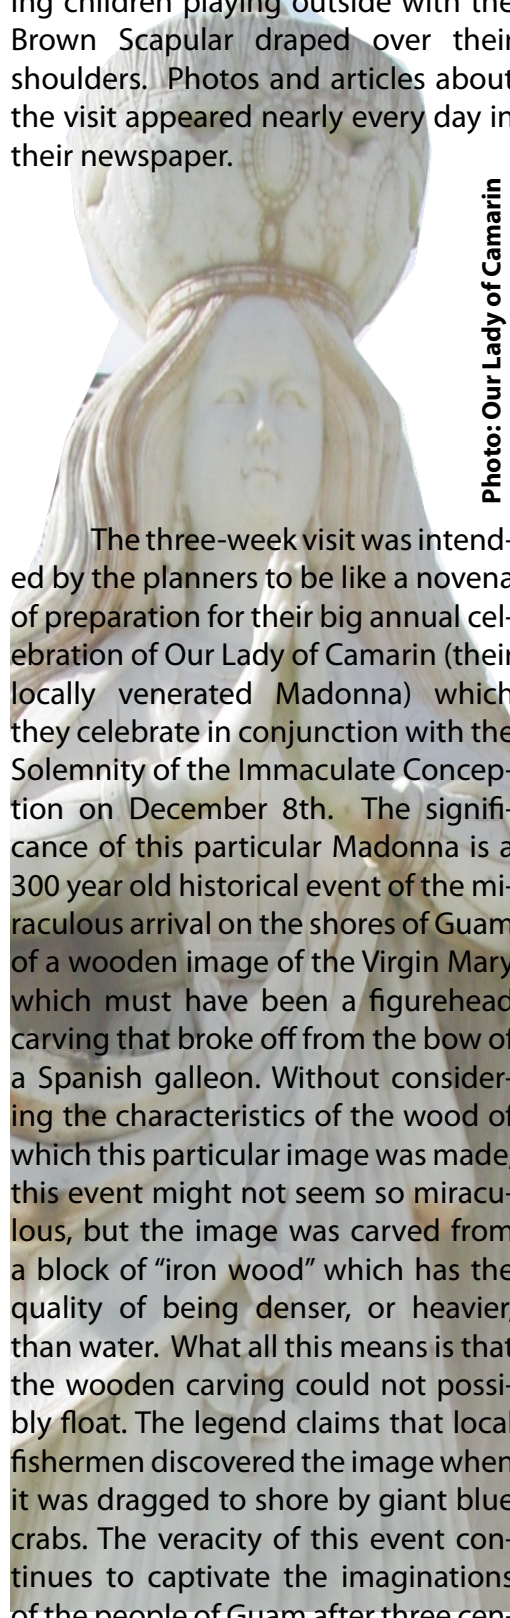 ing children playing outside with the
Brown Scapular draped over their
shoulders. Photos and articles about
the visit appeared nearly every day in
their newspaper.
Photo: Our Lady of Camarin
The three-week visit was intend-
ed by the planners to be like a novena
of preparation for their big annual cel-
ebration of Our Lady of Camarin (their
locally venerated Madonna) which
they celebrate in conjunction with the
Solemnity of the Immaculate Concep-
tion on December 8th. The signifi-
cance of this particular Madonna is a
300 year old historical event of the mi-
raculous arrival on the shores of Guam
of a wooden image of the Virgin Mary
which must have been a figurehead
carving that broke off from the bow of
a Spanish galleon. Without consider-
ing the characteristics of the wood of
which this particular image was made,
this event might not seem so miracu-
lous, but the image was carved from
a block of “iron wood” which has the
quality of being denser, or heavier,
than water. What all this means is that
the wooden carving could not possi-
bly float. The legend claims that local
fishermen discovered the image when
it was dragged to shore by giant blue
crabs. The veracity of this event con-
tinues to captivate the imaginations
of the people of Guam after three cen-